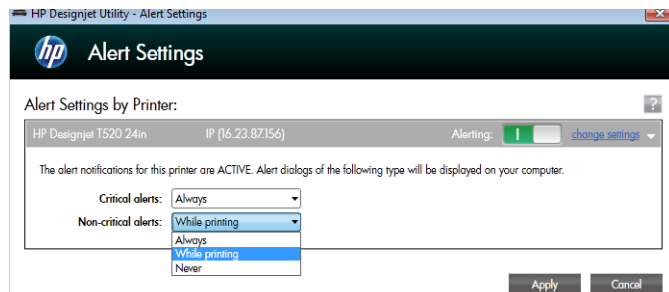 HP Designjet Utility - Alert Settings
hp Alert Settings
Alert Settings by Printer:
?
HP Designjet T520 24in IP (16.23.87.156) Alerting: change settings
The alert notifications for this printer are ACTIVE. Alert dialogs of the following type will be displayed on your computer.
Critical alerts: Always
Non-critical alerts: While printing
Always
While printing
Never
Apply Cancel